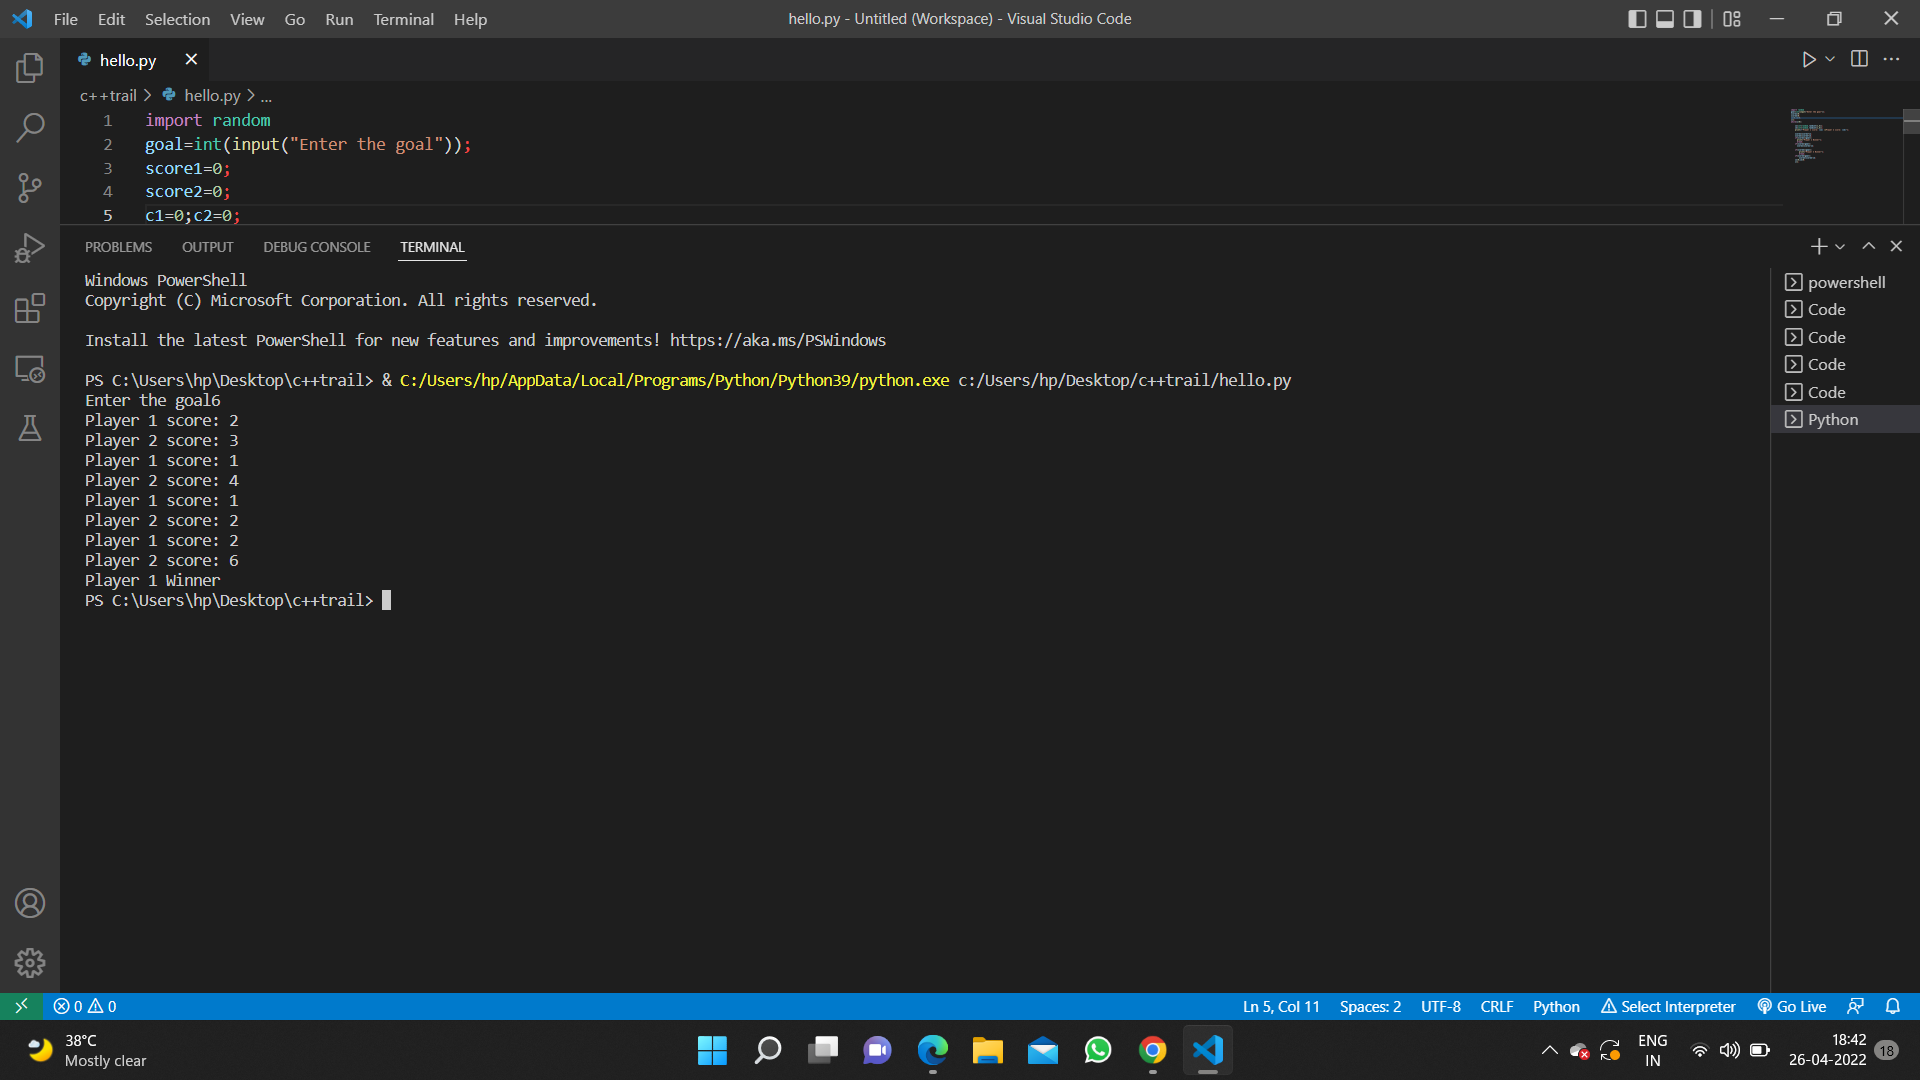 File Edit Selection View Go Run Terminal Help
hello.py - Untitled (Workspace) - Visual Studio Code
hello.py
c++trail > hello.py > ...
1 import random
2 goal=int(input("Enter the goal"));
3 score1=0;
4 score2=0;
5 c1=0;c2=0;
PROBLEMS OUTPUT DEBUG CONSOLE TERMINAL
Windows PowerShell
Copyright (C) Microsoft Corporation. All rights reserved.
Install the latest PowerShell for new features and improvements! https://aka.ms/PSWindows
PS C:\Users\hp\Desktop\c++trail> & C:/Users/hp/AppData/Local/Programs/Python/Python39/python.exe c:/Users/hp/Desktop/c++trail/hello.py
Enter the goal6
Player 1 score: 2
Player 2 score: 3
Player 1 score: 1
Player 2 score: 4
Player 1 score: 1
Player 2 score: 2
Player 1 score: 2
Player 2 score: 6
Player 1 Winner
PS C:\Users\hp\Desktop\c++trail>
powershell
Code
Code
Code
Code
Python
0 0
Ln 5, Col 11 Spaces: 2 UTF-8 CRLF Python Select Interpreter Go Live
38°C
Mostly clear
ENG
IN
18:42
26-04-2022
18